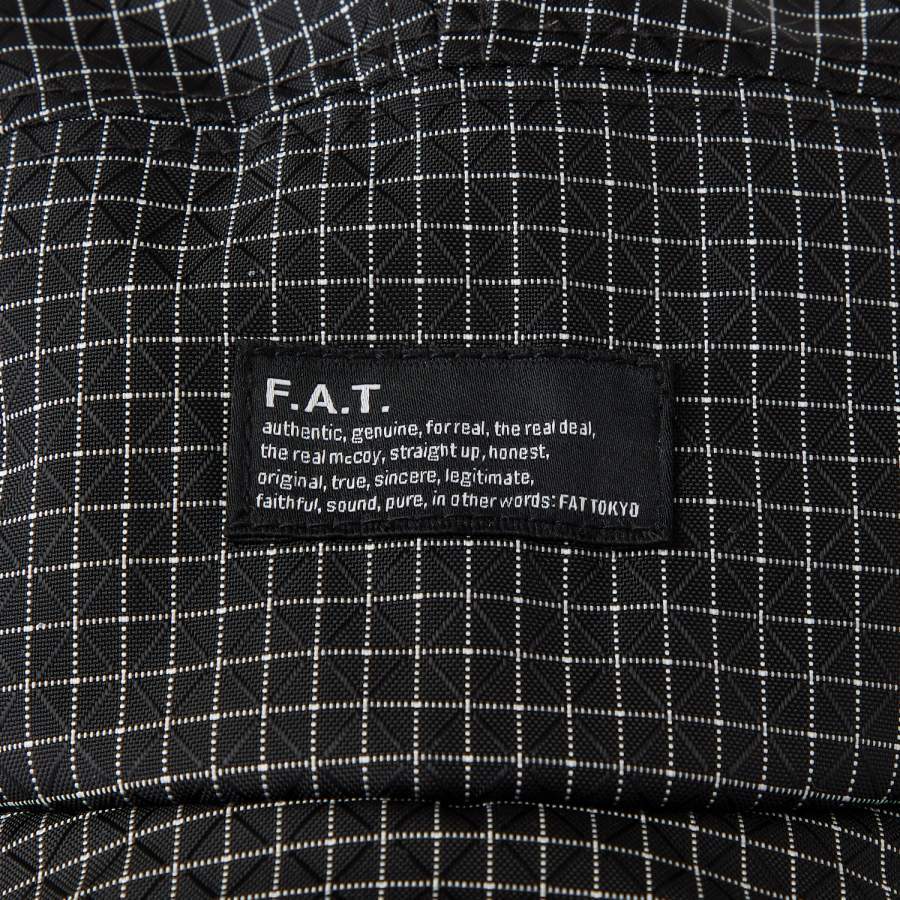 F.A.T.
authentic, genuine, for real, the real deal,
the real mccoy, straight up, honest,
original, true, sincere, legitimate,
faithful, sound, pure, in other words: FAT TOKYO